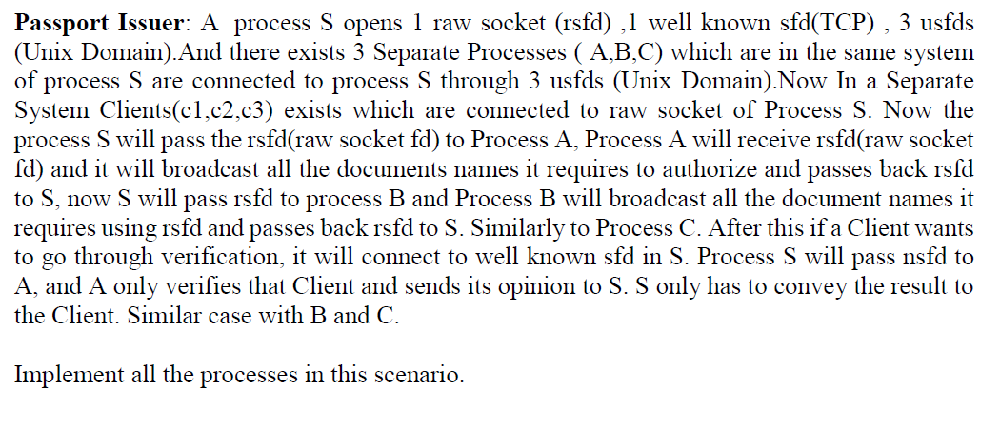 Passport Issuer: A process S opens 1 raw socket (rsfd) ,1 well known sfd(TCP) , 3 usfds
(Unix Domain).And there exists 3 Separate Processes ( A,B,C) which are in the same system
of process S are connected to process S through 3 usfds (Unix Domain).Now In a Separate
System Clients(c1,c2,c3) exists which are connected to raw socket of Process S. Now the
process S will pass the rsfd(raw socket fd) to Process A, Process A will receive rsfd(raw socket
fd) and it will broadcast all the documents names it requires to authorize and passes back rsfd
to S, now S will pass rsfd to process B and Process B will broadcast all the document names it
requires using rsfd and passes back rsfd to S. Similarly to Process C. After this if a Client wants
to go through verification, it will connect to well known sfd in S. Process S will pass nsfd to
A, and A only verifies that Client and sends its opinion to S. S only has to convey the result to
the Client. Similar case with B and C.
Implement all the processes in this scenario.